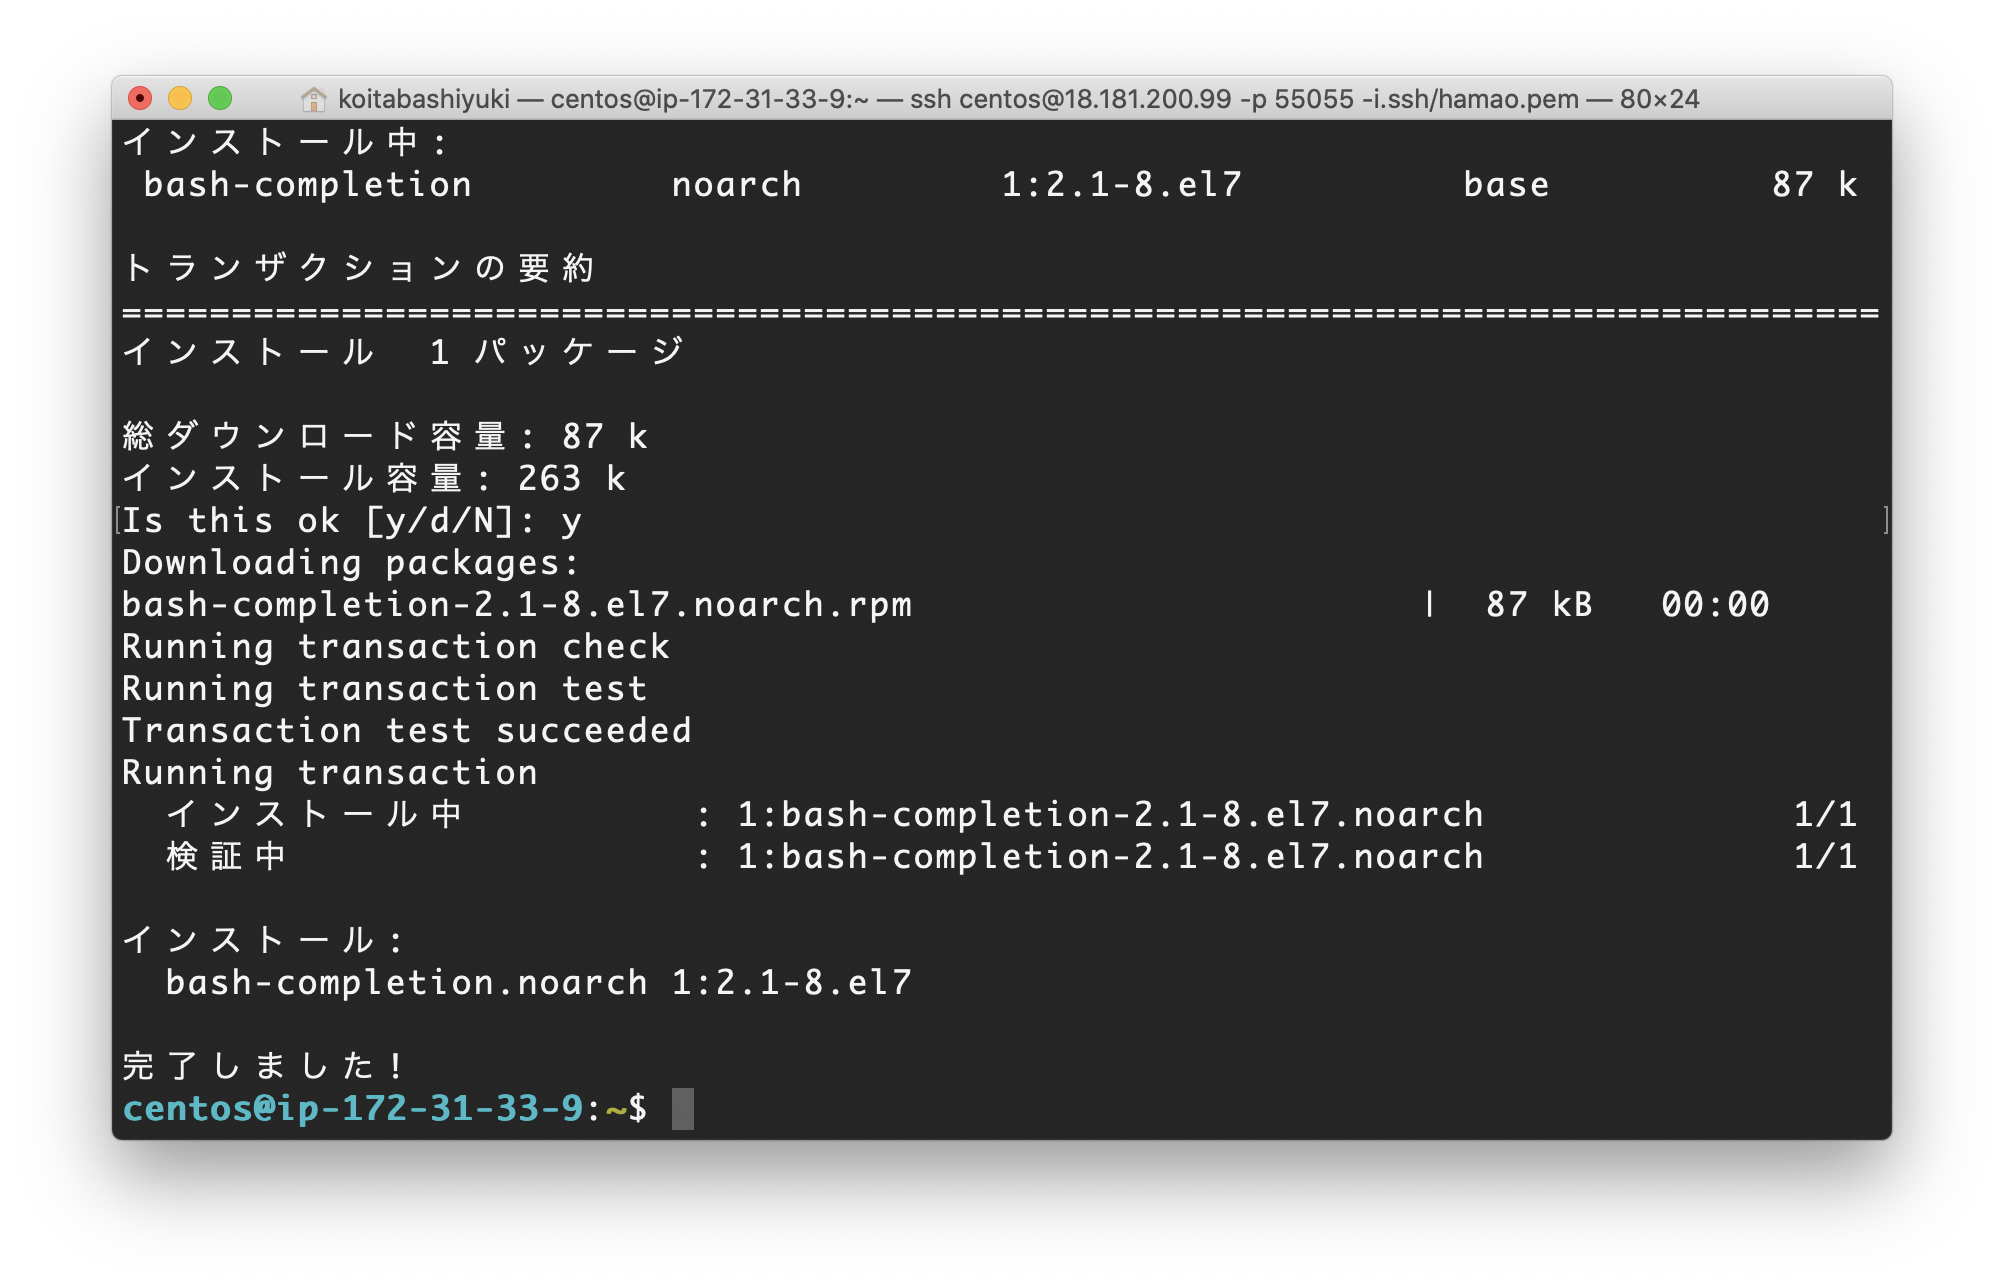 koitabashiyuki — centos@ip-172-31-33-9:~ — ssh centos@18.181.200.99 -p 55055 -i.ssh/hamao.pem — 80×24
インストール中:
 bash-completion         noarch         1:2.1-8.el7          base          87 k

トランザクションの要約
================================================================================
インストール  1 パッケージ

総ダウンロード容量: 87 k
インストール容量: 263 k
[Is this ok [y/d/N]: y ]
Downloading packages:
bash-completion-2.1-8.el7.noarch.rpm                       |  87 kB   00:00
Running transaction check
Running transaction test
Transaction test succeeded
Running transaction
  インストール中          : 1:bash-completion-2.1-8.el7.noarch              1/1
  検証中                  : 1:bash-completion-2.1-8.el7.noarch              1/1

インストール:
  bash-completion.noarch 1:2.1-8.el7

完了しました!
centos@ip-172-31-33-9:~$